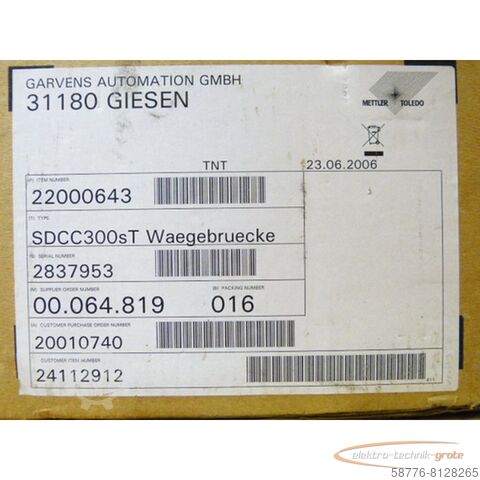 GARVENS AUTOMATION GMBH
31180 GIESEN
METTLER TOLEDO
TNT
23.06.2006
(P) ITEM NUMBER
22000643
(T) TYPE
SDCC300sT Waegebruecke
(S) SERIAL NUMBER
2837953
(N) SUPPLIER ORDER NUMBER
(B) PACKING NUMBER
00.064.819
016
(A) CUSTOMER PURCHASE ORDER NUMBER
20010740
CUSTOMER ITEM NUMBER
24112912
elektro-technik-grote
58776-8128265